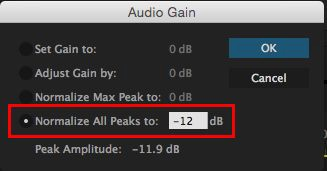 Audio Gain
Set Gain to: 0 dB OK
Adjust Gain by: 0 dB Cancel
Normalize Max Peak to: 0 dB
Normalize All Peaks to: -12 dB
Peak Amplitude: -11.9 dB